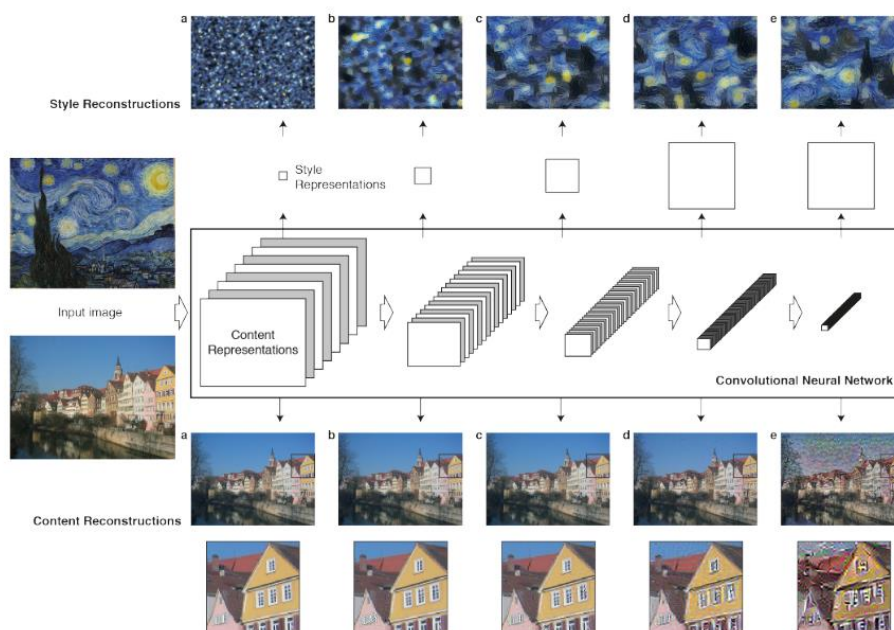 a b c d e
Style Reconstructions
Style
Representations
Input image
Content
Representations
Convolutional Neural Network
a b c d e
Content Reconstructions